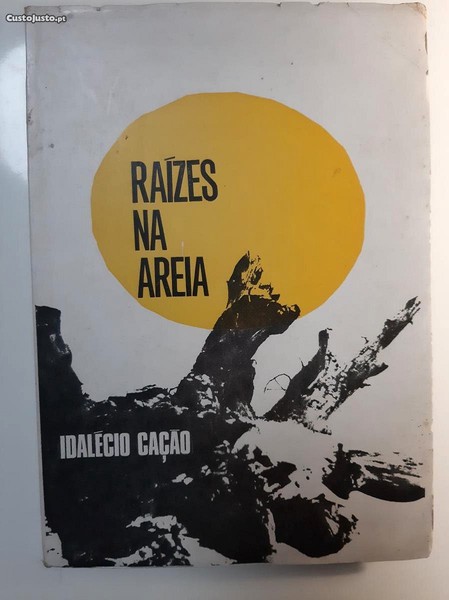 CustoJusto.pt
RAÍZES
NA
AREIA
IDALÉCIO CAÇÃO